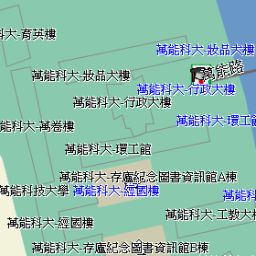 科大-育英樓
萬能科大-妝品大樓
萬能科大-妝品大樓
萬能路
萬能科大-行政大樓
萬能科大-行政大樓
萬能科大-環工
能科大-萬卷樓
萬能科大-環工館
萬能科大-存廬紀念圖書資訊館A棟
萬能科技大學
萬能科大-經國樓
萬能科大-工教大樓
萬能科大-經國樓
萬能科大-存廬紀念圖書資訊館B棟